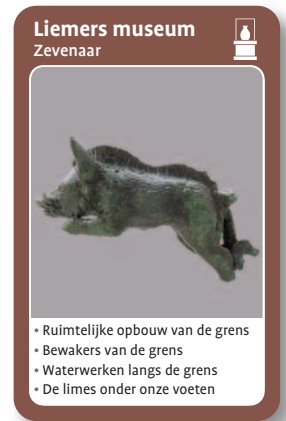 Liemers museum
Zevenaar
• Ruimtelijke opbouw van de grens
• Bewakers van de grens
• Waterwerken langs de grens
• De limes onder onze voeten